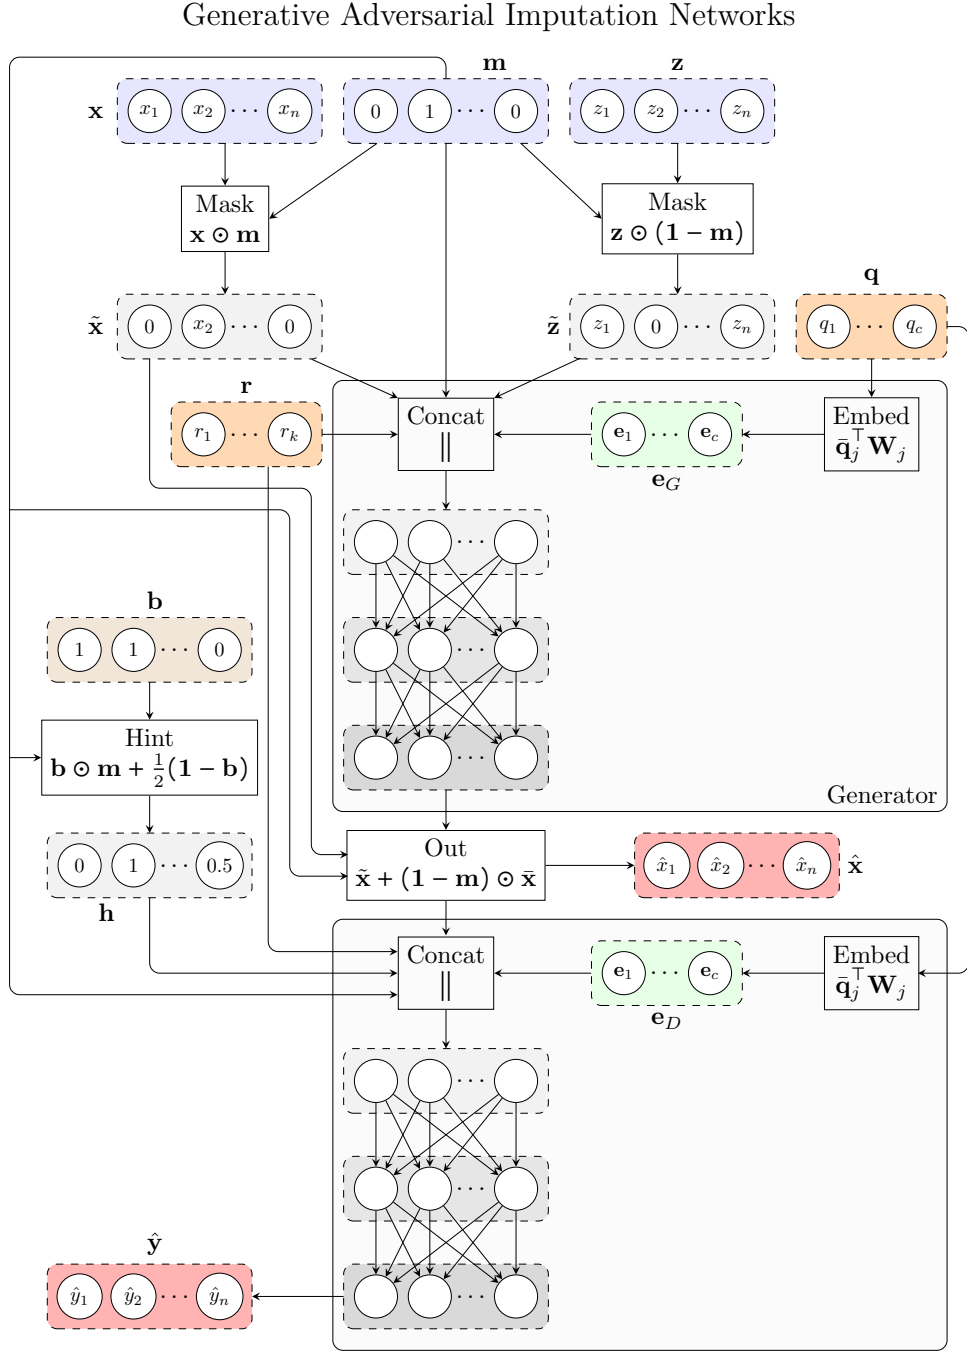 Generative Adversarial Imputation Networks
m
z
x
x₁ x₂ ⋯ xₙ
0 1 ⋯ 0
z₁ z₂ ⋯ zₙ
Mask
x ⊙ m
Mask
z ⊙ (1 − m)
q
x̃
0 x₂ ⋯ 0
z̃
z₁ 0 ⋯ zₙ
q₁ ⋯ q_c
r
r₁ ⋯ r_k
Concat
||
e₁ ⋯ e_c
e_G
Embed
q̄ⱼ^⊤ Wⱼ
⋯
b
1 1 ⋯ 0
⋯
Hint
b ⊙ m + ½(1 − b)
⋯
Generator
0 1 ⋯ 0.5
h
Out
x̃ + (1 − m) ⊙ x̄
x̂₁ x̂₂ ⋯ x̂ₙ
x̂
Concat
||
e₁ ⋯ e_c
e_D
Embed
q̄ⱼ^⊤ Wⱼ
⋯
⋯
ŷ
ŷ₁ ŷ₂ ⋯ ŷₙ
⋯